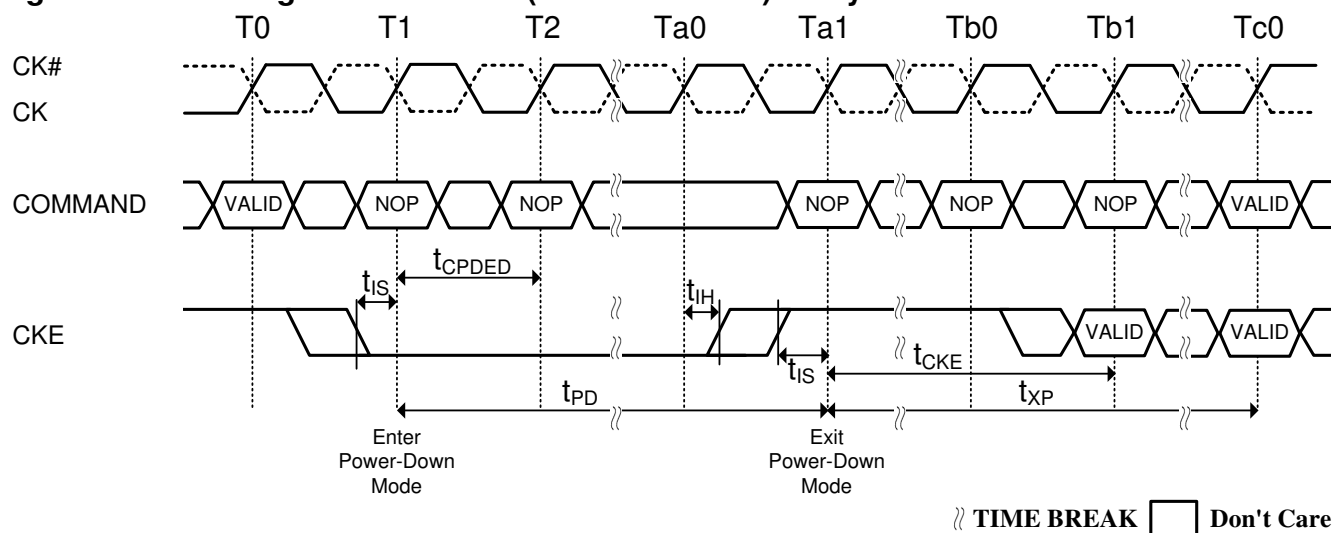 T0 T1 T2 Ta0 Ta1 Tb0 Tb1 Tc0
CK#
CK
COMMAND
VALID NOP NOP NOP NOP NOP VALID
tCPDED
tIS
tIH
CKE
VALID VALID
tIS
tCKE
tPD
tXP
Enter
Power-Down
Mode
Exit
Power-Down
Mode
TIME BREAK
Don't Care